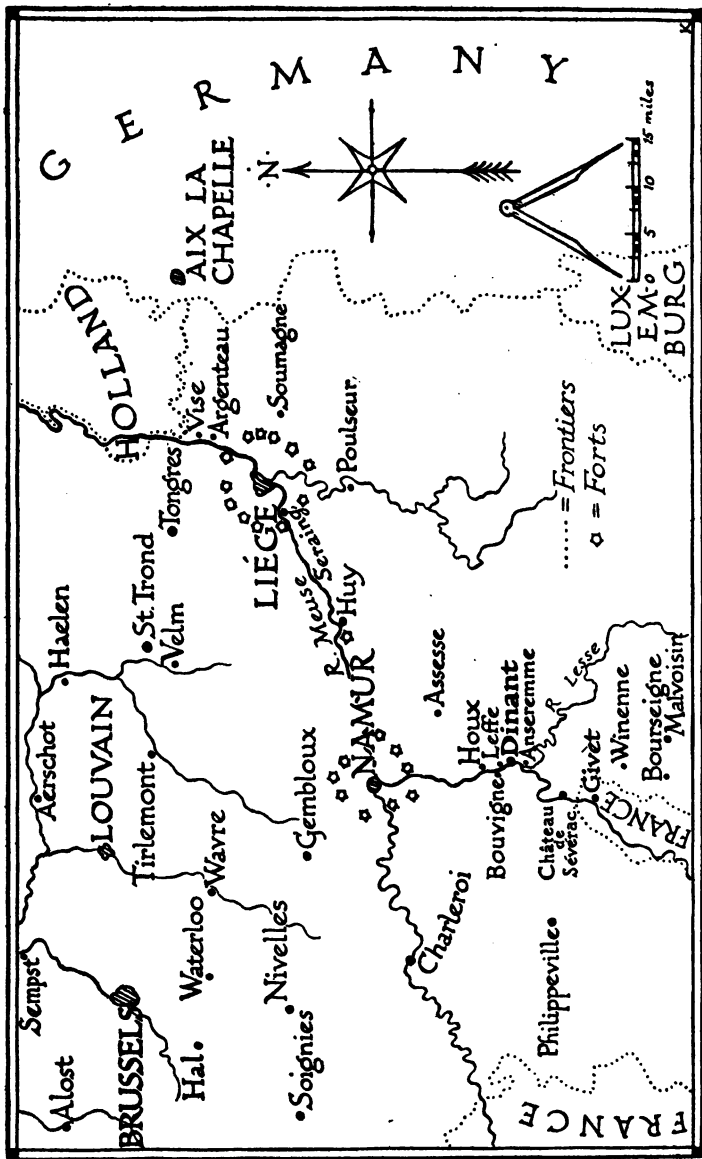 GERMANY
HOLLAND
AIX LA
CHAPELLE
N.
Alost
Sempst
Aerschot
Haelen
BRUSSELS
LOUVAIN
St. Trond
Velm
Tongres
Vise
Argenteau
Tirlemont
Hal
Waterloo
Wavre
LIÉGE
Soumagne
Soignies
Nivelles
Gembloux
R. Meuse
Seraing
Huy
Poulseur
NAMUR
Charleroi
Assesse
Houx
Leffe
Bouvigne
Dinant
Anseremme
R Lesse
Philippeville
Château
de
Sévérac
Givèt
Winenne
Bourseigne
Malvoisin
FRANCE
FRANCE
...... = Frontiers
= Forts
LUX
EM-
BURG
0 5 10 15 miles
K